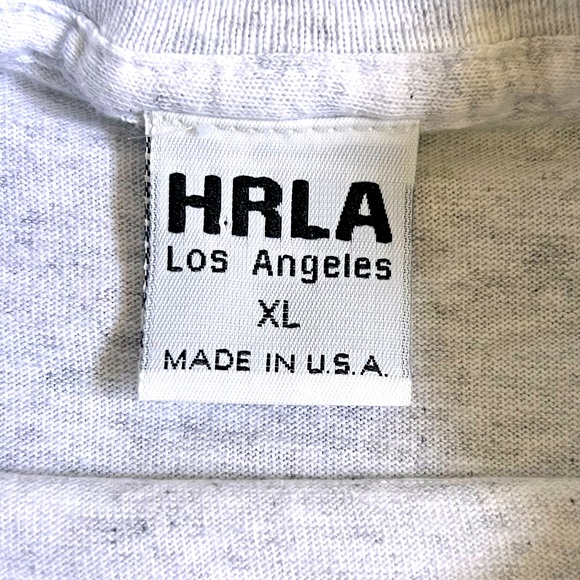 HRLA
Los Angeles
XL
MADE IN U.S.A.